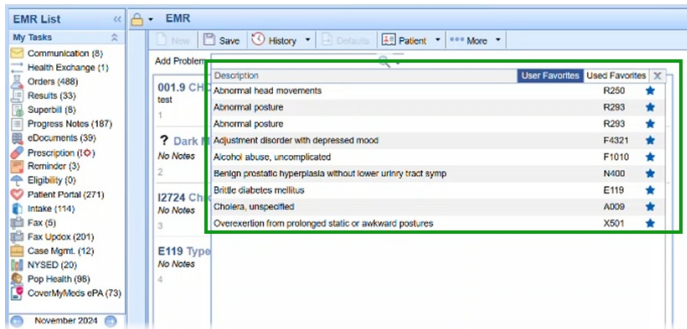 EMR List
EMR
My Tasks
Communication (8)
Health Exchange (1)
Orders (488)
Results (33)
Superbill (8)
Progress Notes (187)
eDocuments (39)
Prescription
Reminder (3)
Eligibility (0)
Patient Portal (271)
Intake (114)
Fax (5)
Fax Updox (201)
Case Mgmt. (12)
NYSED (20)
Pop Health (98)
CoverMyMeds ePA (73)
November 2024
New Save History Defaults Patient More
Add Problem
001.9 CHO
test
1
? Dark M
No Notes
2
I2724 Chr
No Notes
3
E119 Type
No Notes
4
Description User Favorites Used Favorites X
Abnormal head movements R250
Abnormal posture R293
Abnormal posture R293
Adjustment disorder with depressed mood F4321
Alcohol abuse, uncomplicated F1010
Benign prostatic hyperplasia without lower urinry tract symp N400
Brittle diabetes mellitus E119
Cholera, unspecified A009
Overexertion from prolonged static or awkward postures X501